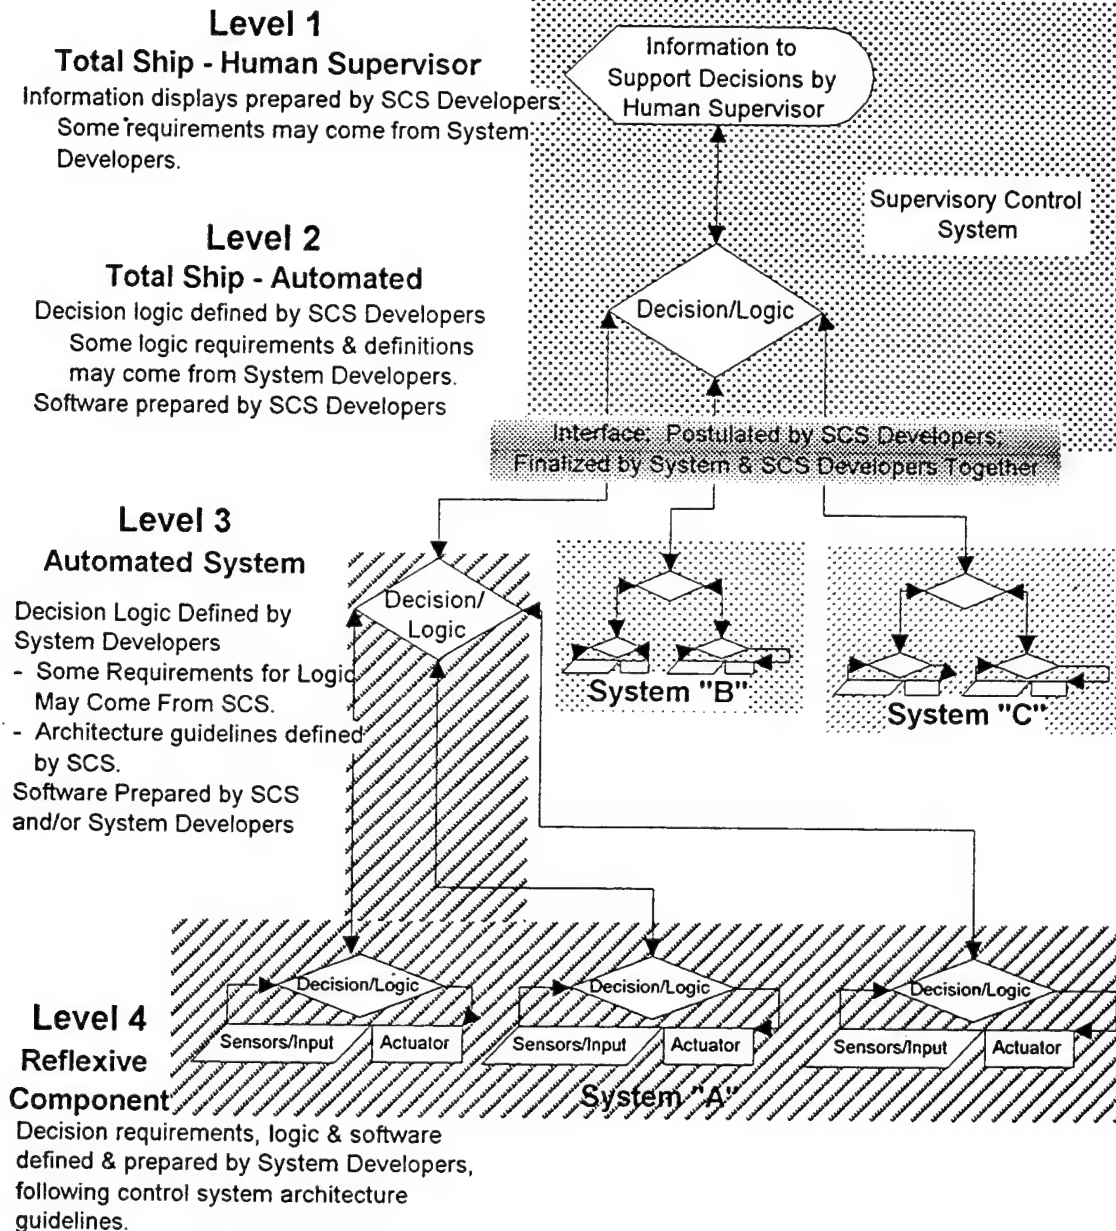 Level 1
Total Ship - Human Supervisor
Information displays prepared by SCS Developers.
Some requirements may come from System
Developers.
Information to
Support Decisions by
Human Supervisor
Supervisory Control
System
Level 2
Total Ship - Automated
Decision logic defined by SCS Developers
Some logic requirements & definitions
may come from System Developers.
Software prepared by SCS Developers
Decision/Logic
Interface: Postulated by SCS Developers;
Finalized by System & SCS Developers Together
Level 3
Automated System
Decision Logic Defined by
System Developers
- Some Requirements for Logic
May Come From SCS.
- Architecture guidelines defined
by SCS.
Software Prepared by SCS
and/or System Developers
Decision/
Logic
System "B"
System "C"
Level 4
Reflexive
Component
Decision requirements, logic & software
defined & prepared by System Developers,
following control system architecture
guidelines.
Decision/Logic
Sensors/Input
Actuator
Decision/Logic
Sensors/Input
Actuator
Decision/Logic
Sensors/Input
Actuator
System "A"